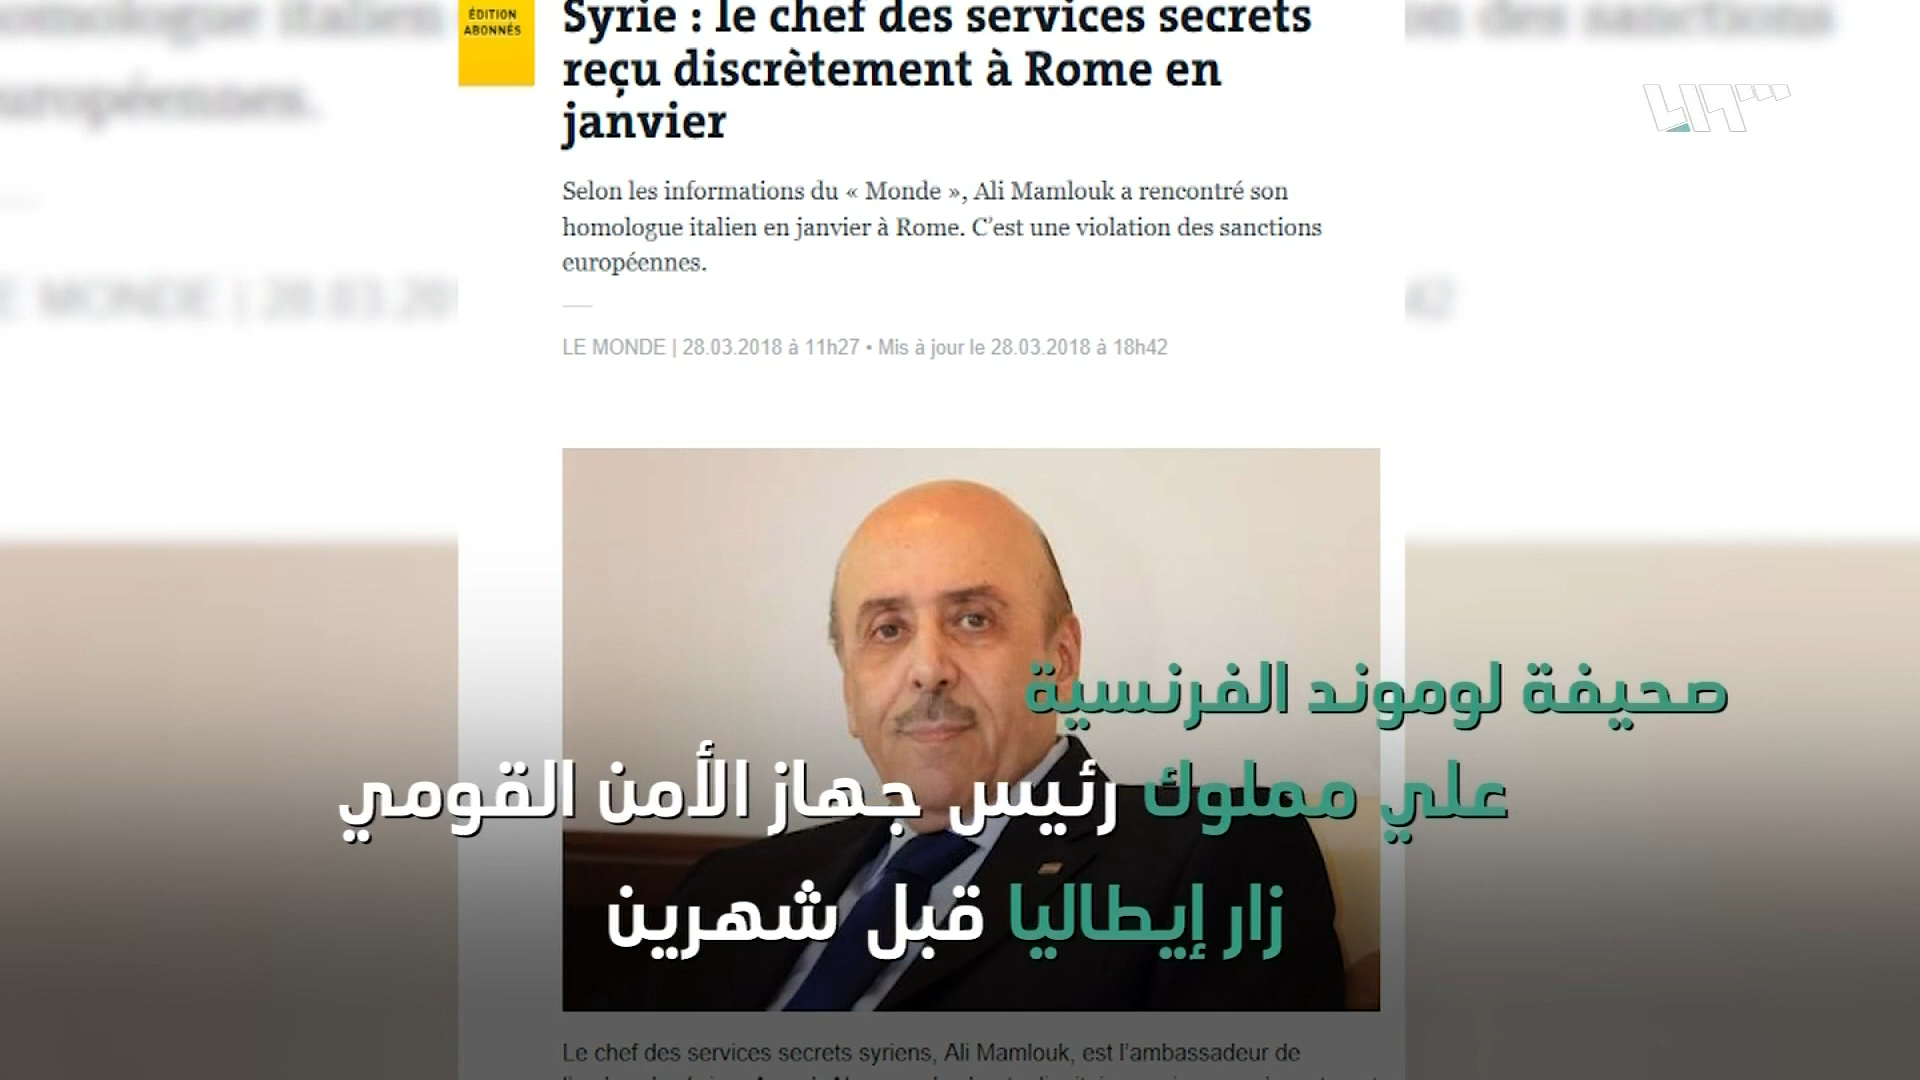 ÉDITION
ABONNÉS
Syrie : le chef des services secrets
reçu discrètement à Rome en
janvier
Selon les informations du « Monde », Ali Mamlouk a rencontré son
homologue italien en janvier à Rome. C’est une violation des sanctions
européennes.
LE MONDE | 28.03.2018 à 11h27 • Mis à jour le 28.03.2018 à 18h42
صحيفة لوموند الفرنسية
علي مملوك رئيس جهاز الأمن القومي
زار إيطاليا قبل شهرين
Le chef des services secrets syriens, Ali Mamlouk, est l’ambassadeur de